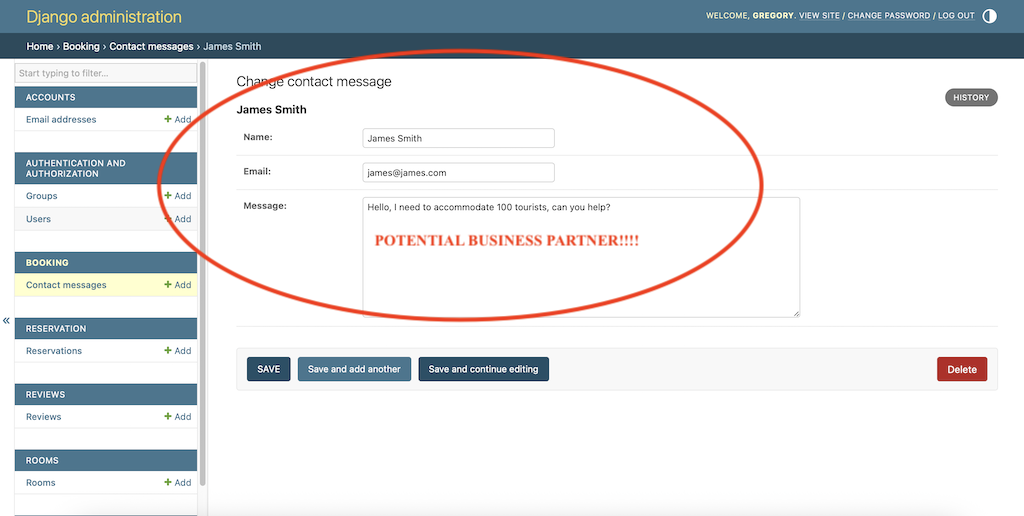 Django administration
WELCOME, GREGORY. VIEW SITE / CHANGE PASSWORD / LOG OUT
Home › Booking › Contact messages › James Smith
Start typing to filter...
ACCOUNTS
Email addresses + Add
AUTHENTICATION AND
AUTHORIZATION
Groups + Add
Users + Add
BOOKING
Contact messages + Add
RESERVATION
Reservations + Add
REVIEWS
Reviews + Add
ROOMS
Rooms + Add
«
Change contact message
HISTORY
James Smith
Name: James Smith
Email: james@james.com
Message: Hello, I need to accommodate 100 tourists, can you help?
POTENTIAL BUSINESS PARTNER!!!!
SAVE Save and add another Save and continue editing Delete